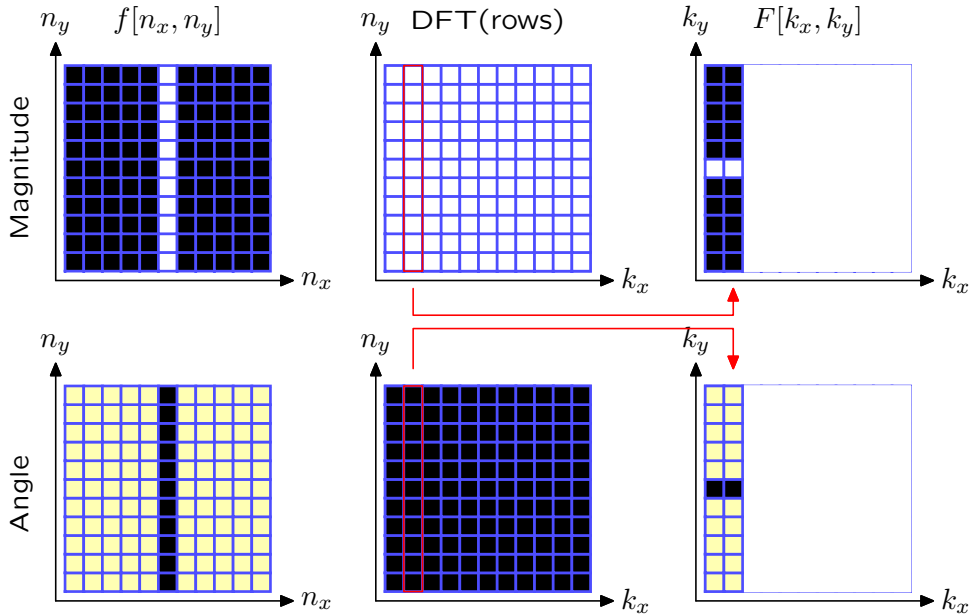 n_y f[n_x, n_y] n_y DFT(rows) k_y F[k_x, k_y]
Magnitude
n_x k_x k_x
n_y n_y k_y
Angle
n_x k_x k_x